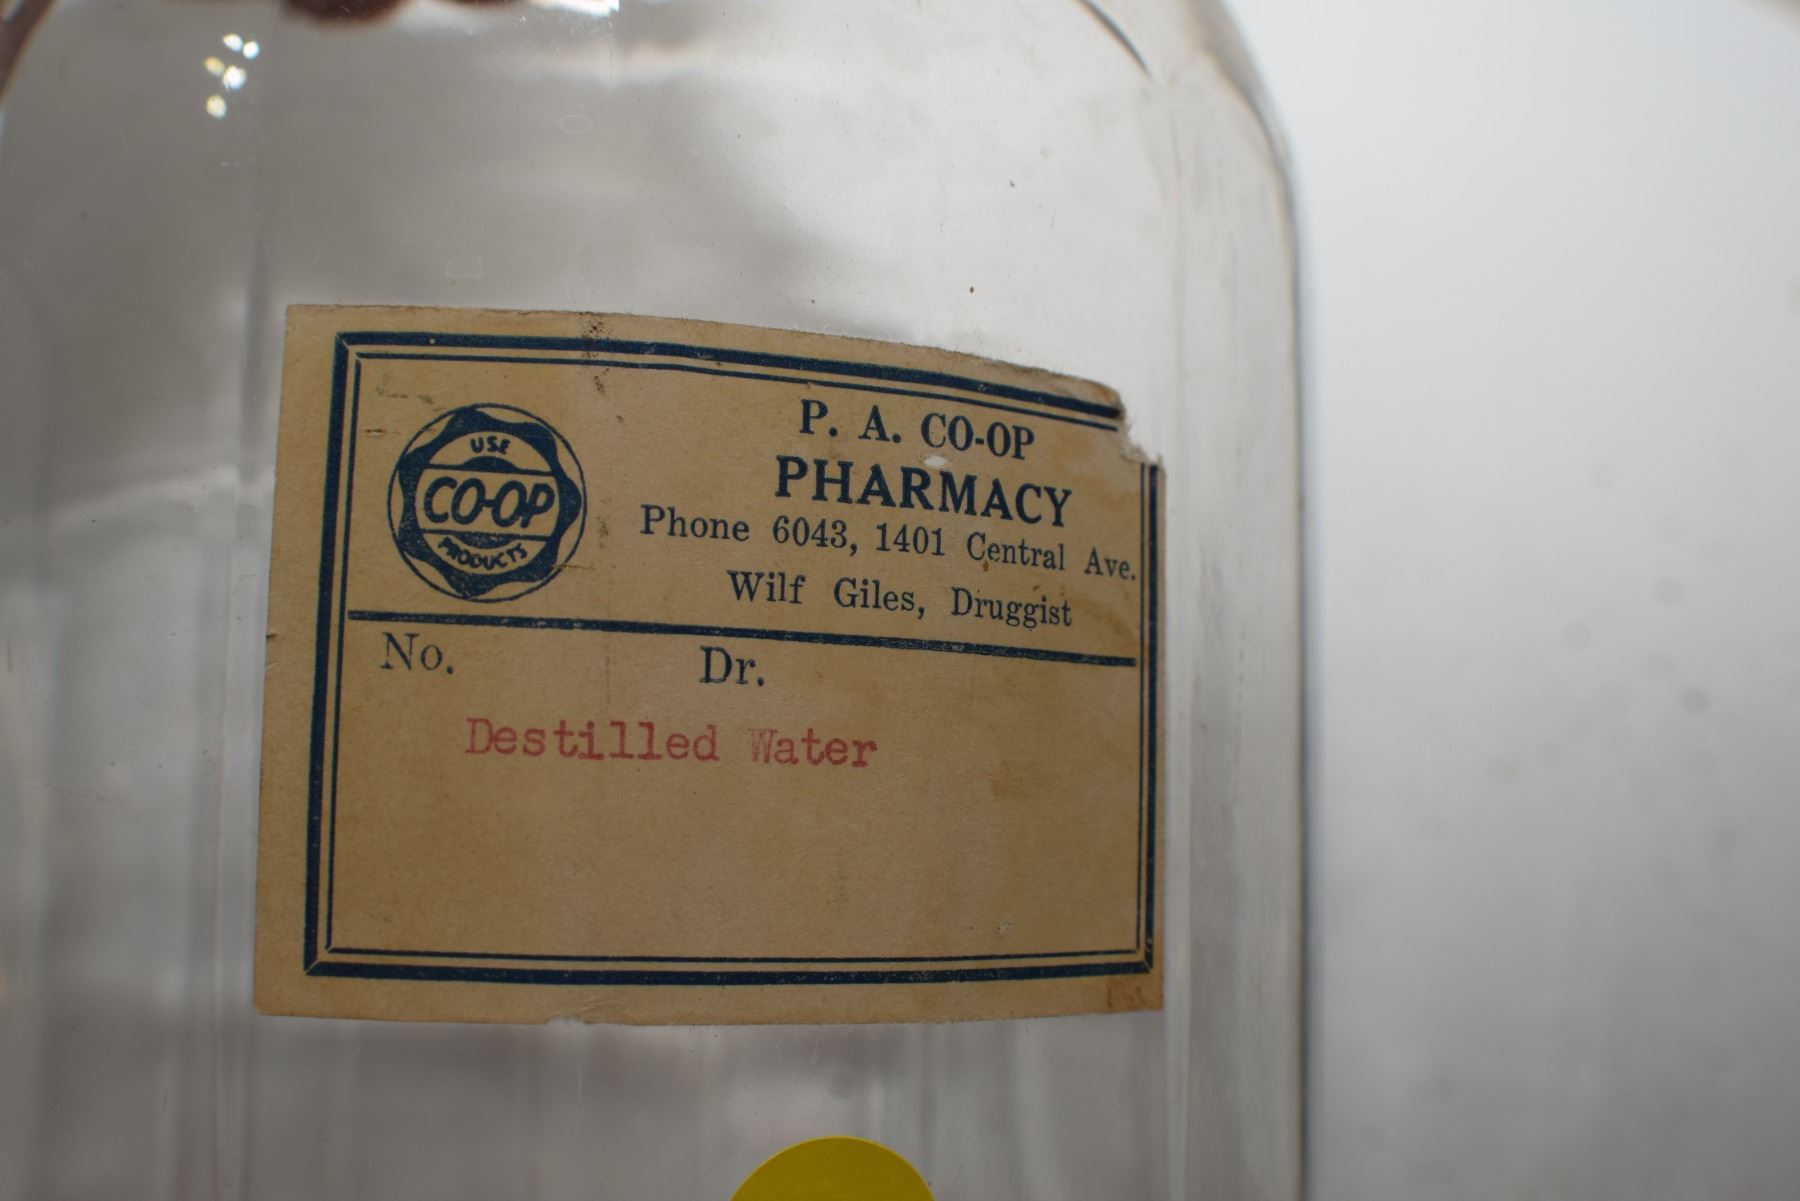 USE
CO-OP
PRODUCTS
P. A. CO-OP
PHARMACY
Phone 6043, 1401 Central Ave.
Wilf Giles, Druggist
No. Dr.
Destilled Water